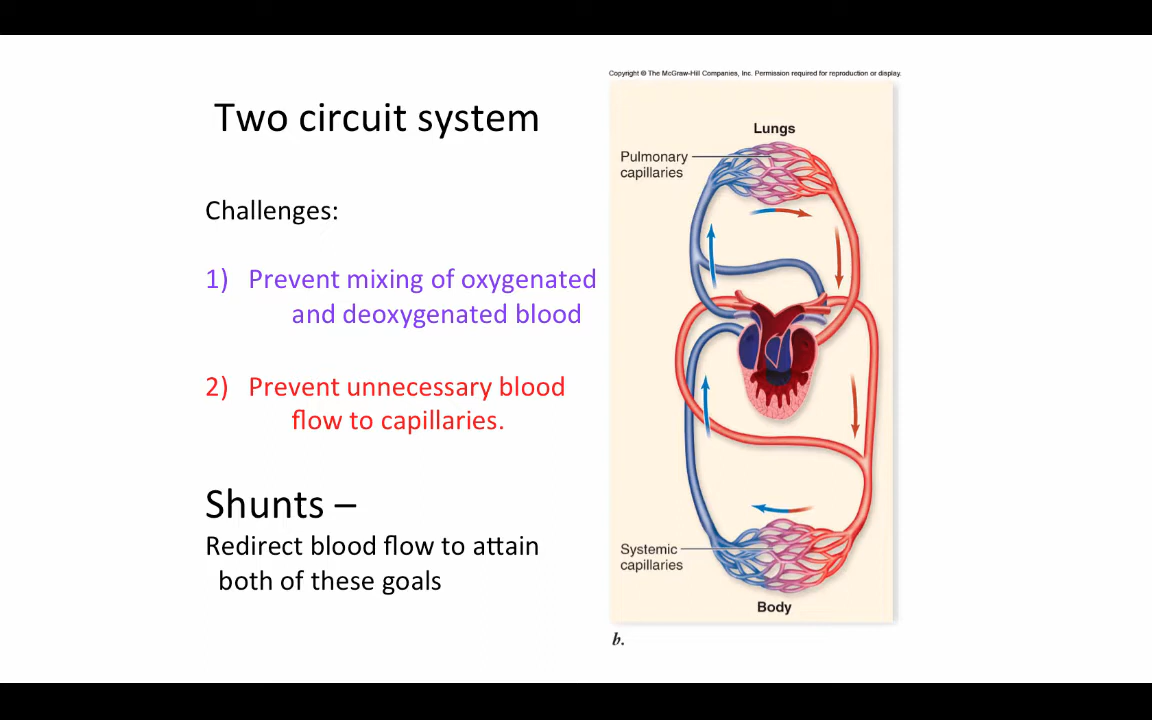 Copyright © The McGraw-Hill Companies, Inc. Permission required for reproduction or display.
Two circuit system
Challenges:
1) Prevent mixing of oxygenated
and deoxygenated blood
2) Prevent unnecessary blood
flow to capillaries.
Shunts –
Redirect blood flow to attain
both of these goals
Lungs
Pulmonary
capillaries
Systemic
capillaries
Body
b.